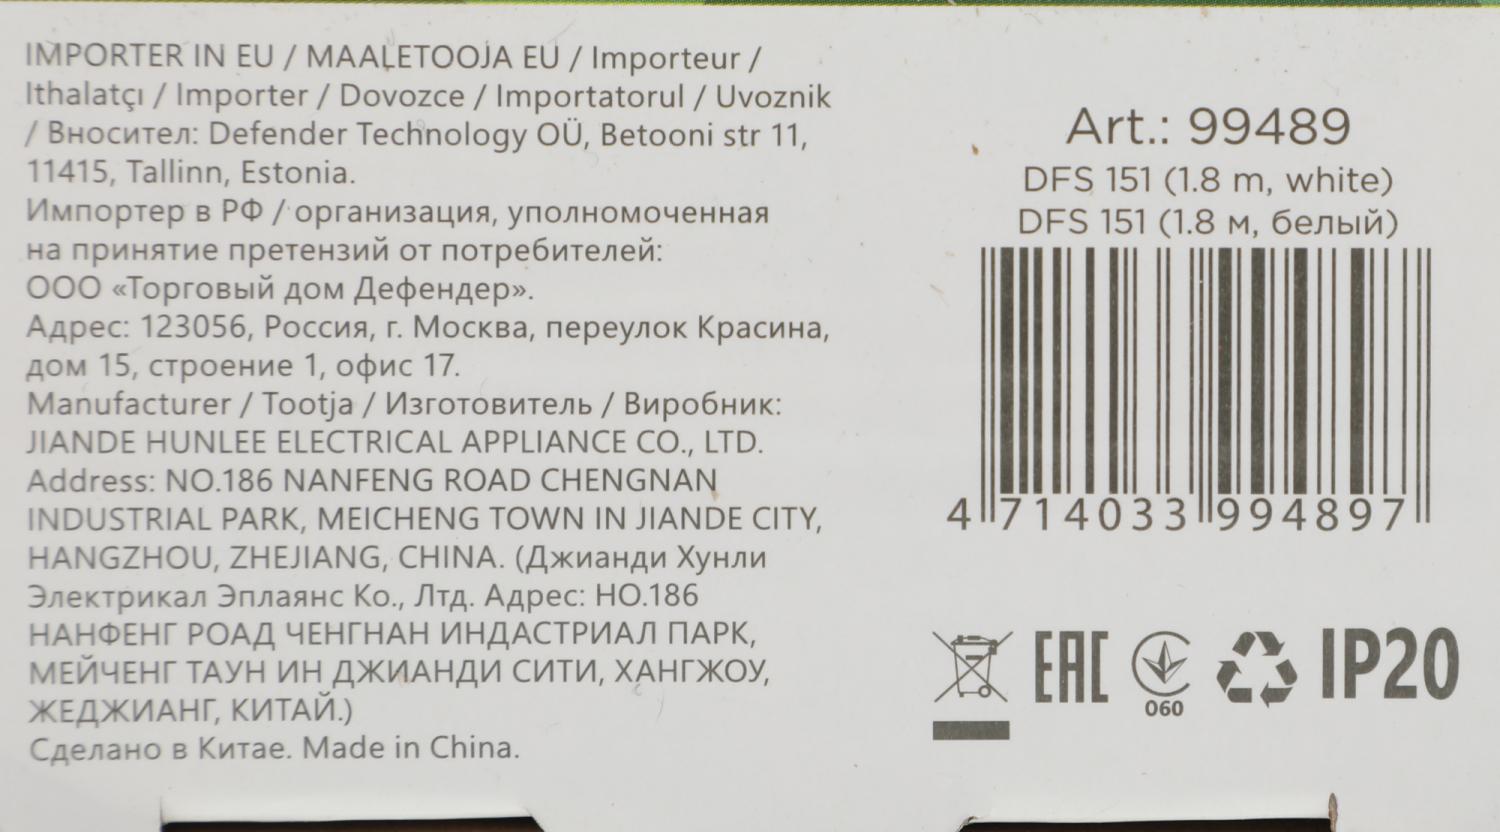 IMPORTER IN EU / MAALETOOJA EU / Importeur /
Ithalatçı / Importer / Dovozce / Importatorul / Uvoznik
/ Вносител: Defender Technology OÜ, Betooni str 11,
11415, Tallinn, Estonia.
Импортер в РФ / организация, уполномоченная
на принятие претензий от потребителей:
ООО «Торговый дом Дефендер».
Адрес: 123056, Россия, г. Москва, переулок Красина,
дом 15, строение 1, офис 17.
Manufacturer / Tootja / Изготовитель / Виробник:
JIANDE HUNLEE ELECTRICAL APPLIANCE CO., LTD.
Address: NO.186 NANFENG ROAD CHENGNAN
INDUSTRIAL PARK, MEICHENG TOWN IN JIANDE CITY,
HANGZHOU, ZHEJIANG, CHINA. (Джианди Хунли
Электрикал Эплаянс Ко., Лтд. Адрес: НО.186
НАНФЕНГ РОАД ЧЕНГНАН ИНДАСТРИАЛ ПАРК,
МЕЙЧЕНГ ТАУН ИН ДЖИАНДИ СИТИ, ХАНГЖОУ,
ЖЕДЖИАНГ, КИТАЙ.)
Сделано в Китае. Made in China.
Art.: 99489
DFS 151 (1.8 m, white)
DFS 151 (1.8 м, белый)
4 714033 994897
EAC
060
IP20